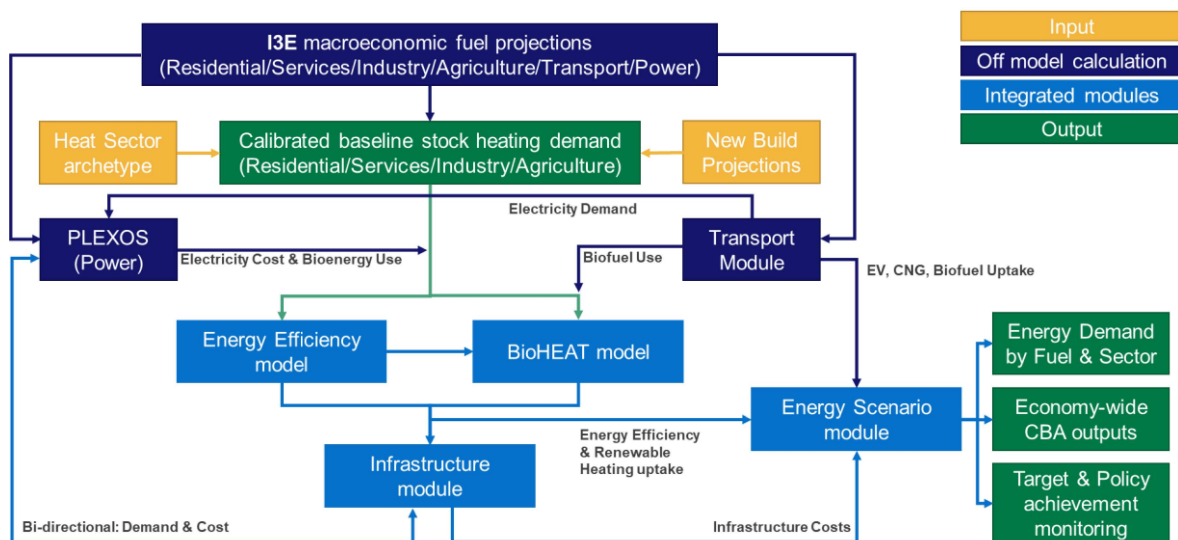 I3E macroeconomic fuel projections
(Residential/Services/Industry/Agriculture/Transport/Power)
Input
Off model calculation
Integrated modules
Output
Heat Sector
archetype
Calibrated baseline stock heating demand
(Residential/Services/Industry/Agriculture)
New Build
Projections
Electricity Demand
PLEXOS
(Power)
Electricity Cost & Bioenergy Use
Biofuel Use
Transport
Module
EV, CNG, Biofuel Uptake
Energy Efficiency
model
BioHEAT model
Energy Demand
by Fuel & Sector
Energy Scenario
module
Economy-wide
CBA outputs
Energy Efficiency
& Renewable
Heating uptake
Infrastructure
module
Target & Policy
achievement
monitoring
Bi-directional: Demand & Cost
Infrastructure Costs